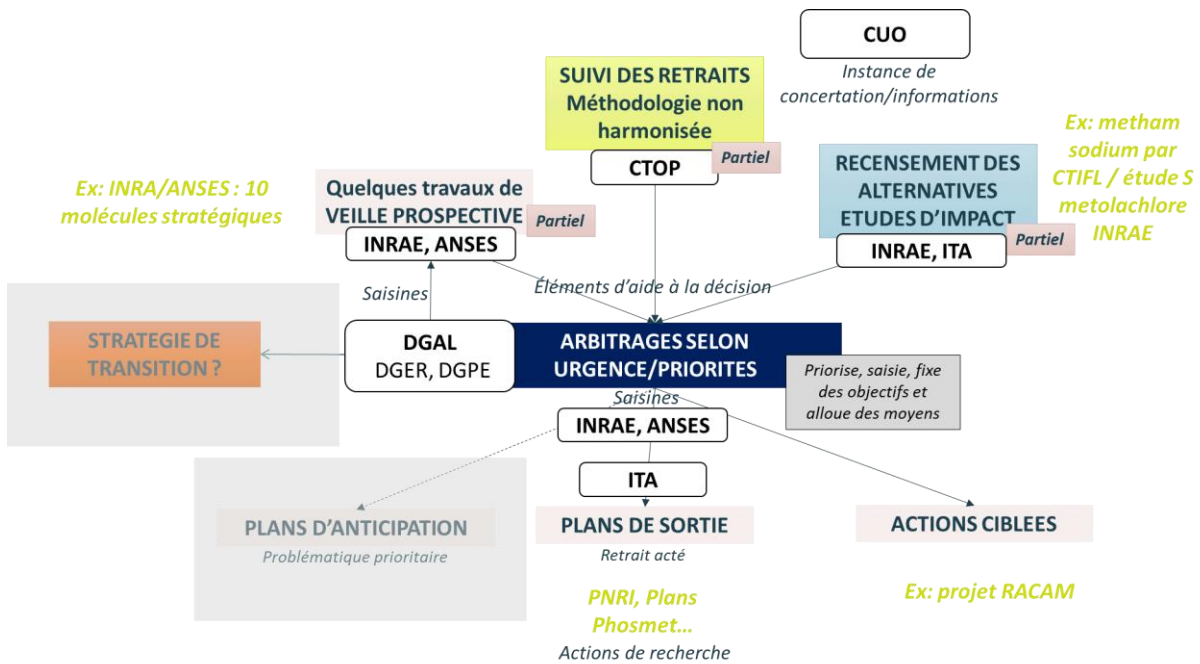 CUO
Instance de
concertation/informations
SUIVI DES RETRAITS
Méthodologie non
harmonisée
CTOP
Partiel
Ex: metham
sodium par
CTIFL / étude S
metolachlore
INRAE
RECENSEMENT DES
ALTERNATIVES
ETUDES D’IMPACT
INRAE, ITA
Partiel
Ex: INRA/ANSES : 10
molécules stratégiques
Quelques travaux de
VEILLE PROSPECTIVE
INRAE, ANSES
Partiel
Saisines
Éléments d’aide à la décision
STRATEGIE DE
TRANSITION ?
DGAL
DGER, DGPE
ARBITRAGES SELON
URGENCE/PRIORITES
Priorise, saisie, fixe
des objectifs et
alloue des moyens
Saisines
INRAE, ANSES
ITA
PLANS D’ANTICIPATION
Problématique prioritaire
PLANS DE SORTIE
Retrait acté
ACTIONS CIBLEES
PNRI, Plans
Phosmet...
Actions de recherche
Ex: projet RACAM